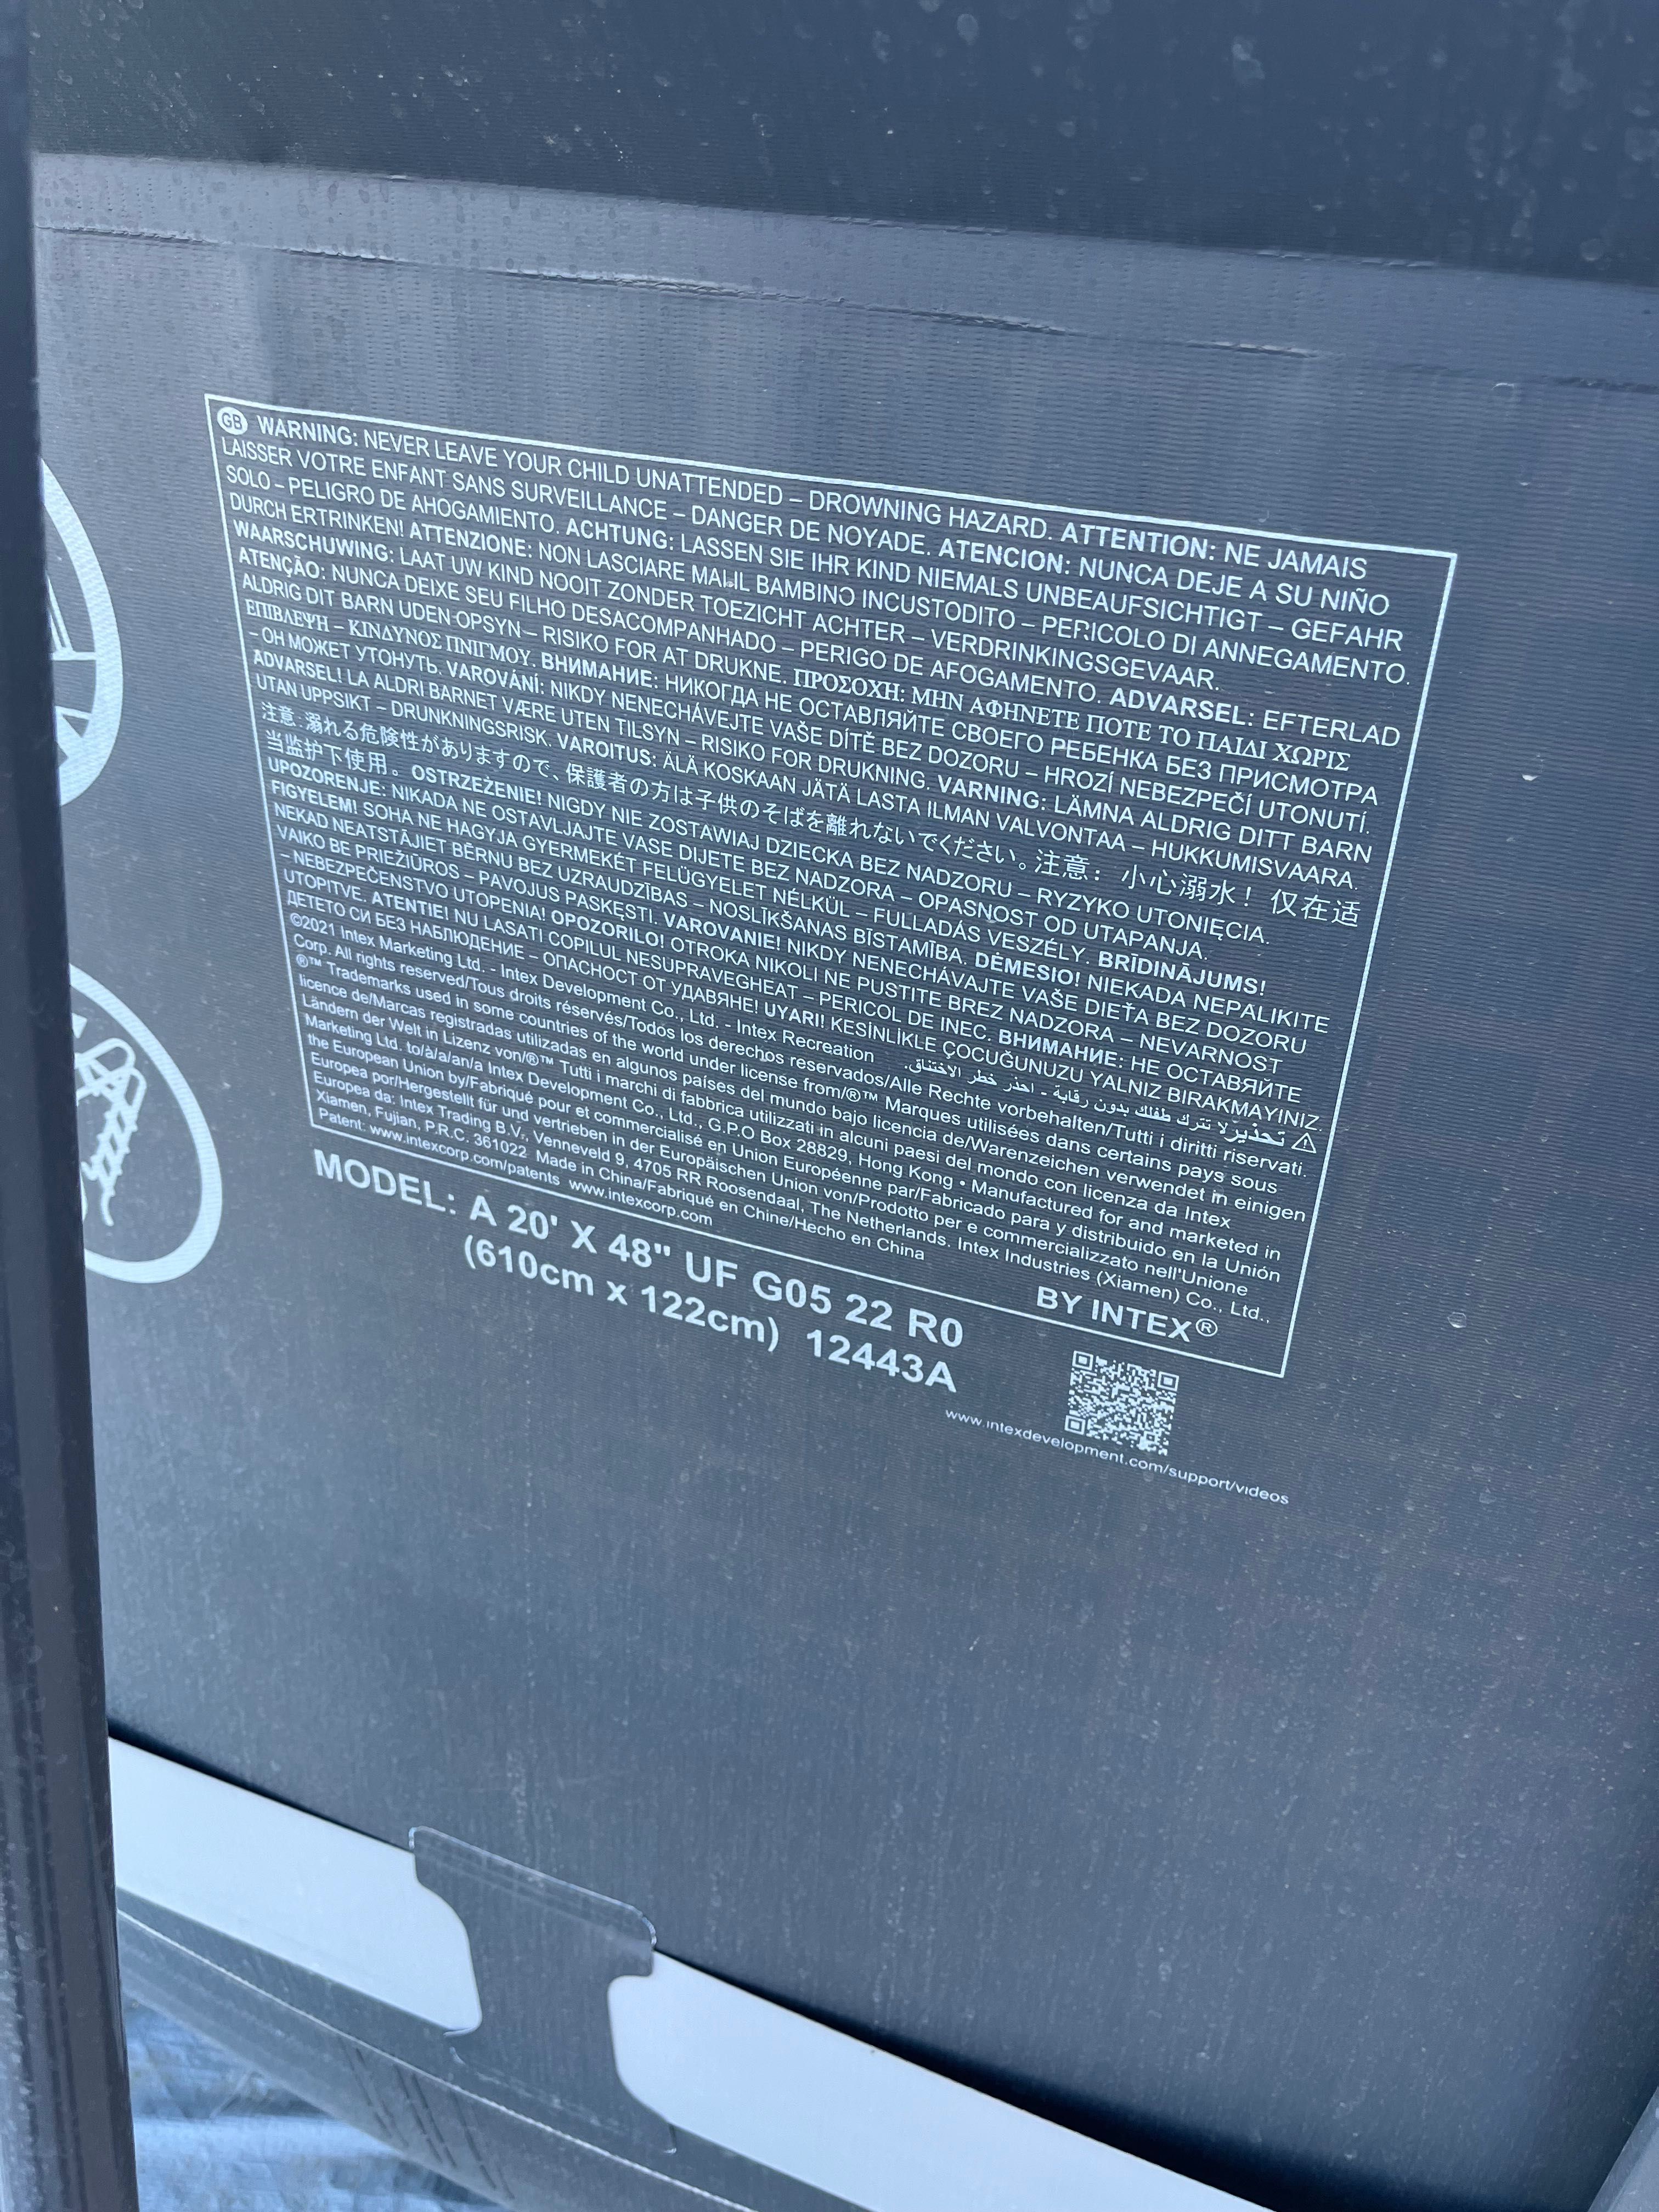 GB WARNING: NEVER LEAVE YOUR CHILD UNATTENDED – DROWNING HAZARD. ATTENTION: NE JAMAIS
LAISSER VOTRE ENFANT SANS SURVEILLANCE – DANGER DE NOYADE. ATENCION: NUNCA DEJE A SU NIÑO
SOLO – PELIGRO DE AHOGAMIENTO. ACHTUNG: LASSEN SIE IHR KIND NIEMALS UNBEAUFSICHTIGT – GEFAHR
DURCH ERTRINKEN! ATTENZIONE: NON LASCIARE MAI IL BAMBINO INCUSTODITO – PERICOLO DI ANNEGAMENTO.
WAARSCHUWING: LAAT UW KIND NOOIT ZONDER TOEZICHT ACHTER – VERDRINKINGSGEVAAR.
ATENÇÃO: NUNCA DEIXE SEU FILHO DESACOMPANHADO – PERIGO DE AFOGAMENTO. ADVARSEL: EFTERLAD
ALDRIG DIT BARN UDEN OPSYN – RISIKO FOR AT DRUKNE. ΠΡΟΣΟΧΗ: ΜΗΝ ΑΦΗΝΕΤΕ ΠΟΤΕ ΤΟ ΠΑΙΔΙ ΧΩΡΙΣ
ΕΠΙΒΛΕΨΗ – ΚΙΝΔΥΝΟΣ ΠΝΙΓΜΟΥ. ВНИМАНИЕ: НИКОГДА НЕ ОСТАВЛЯЙТЕ СВОЕГО РЕБЕНКА БЕЗ ПРИСМОТРА
– ОН МОЖЕТ УТОНУТЬ. VAROVÁNÍ: NIKDY NENECHÁVEJTE VAŠE DÍTĚ BEZ DOZORU – HROZÍ NEBEZPEČÍ UTONUTÍ.
ADVARSEL! LA ALDRI BARNET VÆRE UTEN TILSYN – RISIKO FOR DRUKNING. VARNING: LÄMNA ALDRIG DITT BARN
UTAN UPPSIKT – DRUNKNINGSRISK. VAROITUS: ÄLÄ KOSKAAN JÄTÄ LASTA ILMAN VALVONTAA – HUKKUMISVAARA.
注意:溺れる危険性がありますので、保護者の方は子供のそばを離れないでください。注意：小心溺水！仅在适
当监护下使用。OSTRZEŻENIE! NIGDY NIE ZOSTAWIAJ DZIECKA BEZ NADZORU – RYZYKO UTONIĘCIA.
UPOZORENJE: NIKADA NE OSTAVLJAJTE VASE DIJETE BEZ NADZORA – OPASNOST OD UTAPANJA.
FIGYELEM! SOHA NE HAGYJA GYERMEKÉT FELÜGYELET NÉLKÜL – FULLADÁS VESZÉLY. BRĪDINĀJUMS!
NEKAD NEATSTĀJIET BĒRNU BEZ UZRAUDZĪBAS – NOSLĪKŠANAS BĪSTAMĪBA. DĖMESIO! NIEKADA NEPALIKITE
VAIKO BE PRIEŽIŪROS – PAVOJUS PASKĘSTI. VAROVANIE! NIKDY NENECHÁVAJTE VAŠE DIEŤA BEZ DOZORU
– NEBEZPEČENSTVO UTOPENIA! OPOZORILO! OTROKA NIKOLI NE PUSTITE BREZ NADZORA – NEVARNOST
UTOPITVE. ATENTIE! NU LASATI COPILUL NESUPRAVEGHEAT – PERICOL DE INEC. ВНИМАНИЕ: НЕ ОСТАВЯЙТЕ
ДЕТЕТО СИ БЕЗ НАБЛЮДЕНИЕ – ОПАСНОСТ ОТ УДАВЯНЕ! UYARI! KESİNLİKLE ÇOCUĞUNUZU YALNIZ BIRAKMAYINIZ.
تحذير: لا تترك طفلك بدون رقابة - احذر خطر الاختناق.
©2021 Intex Marketing Ltd. - Intex Development Co., Ltd. - Intex Recreation
Corp. All rights reserved/Tous droits réservés/Todos los derechos reservados/Alle Rechte vorbehalten/Tutti i diritti riservati.
®™ Trademarks used in some countries of the world under license from/®™ Marques utilisées dans certains pays sous
licence de/Marcas registradas utilizadas en algunos países del mundo bajo licencia de/Warenzeichen verwendet in einigen
Ländern der Welt in Lizenz von/®™ Tutti i marchi di fabbrica utilizzati in alcuni paesi del mondo con licenza da Intex
Marketing Ltd. to/à/a/an/a Intex Development Co., Ltd., G.P.O Box 28829, Hong Kong • Manufactured for and marketed in
the European Union by/Fabriqué pour et commercialisé en Union Européenne par/Fabricado para y distribuido en la Unión
Europea por/Hergestellt für und vertrieben in der Europäischen Union von/Prodotto per e commercializzato nell'Unione
Europea da: Intex Trading B.V., Venneveld 9, 4705 RR Roosendaal, The Netherlands. Intex Industries (Xiamen) Co., Ltd.,
Xiamen, Fujian, P.R.C. 361022 Made in China/Fabriqué en Chine/Hecho en China
Patent: www.intexcorp.com/patents www.intexcorp.com
BY INTEX®
MODEL: A 20' X 48" UF G05 22 R0
(610cm x 122cm) 12443A
www.intexdevelopment.com/support/videos